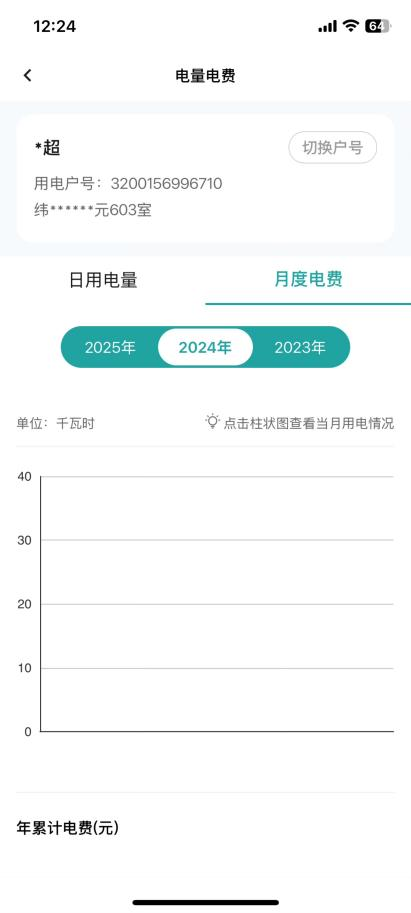 12:24
64
电量电费
*超
切换户号
用电户号：3200156996710
纬******元603室
日用电量
月度电费
2025年
2024年
2023年
单位：千瓦时
点击柱状图查看当月用电情况
40
30
20
10
0
年累计电费(元)